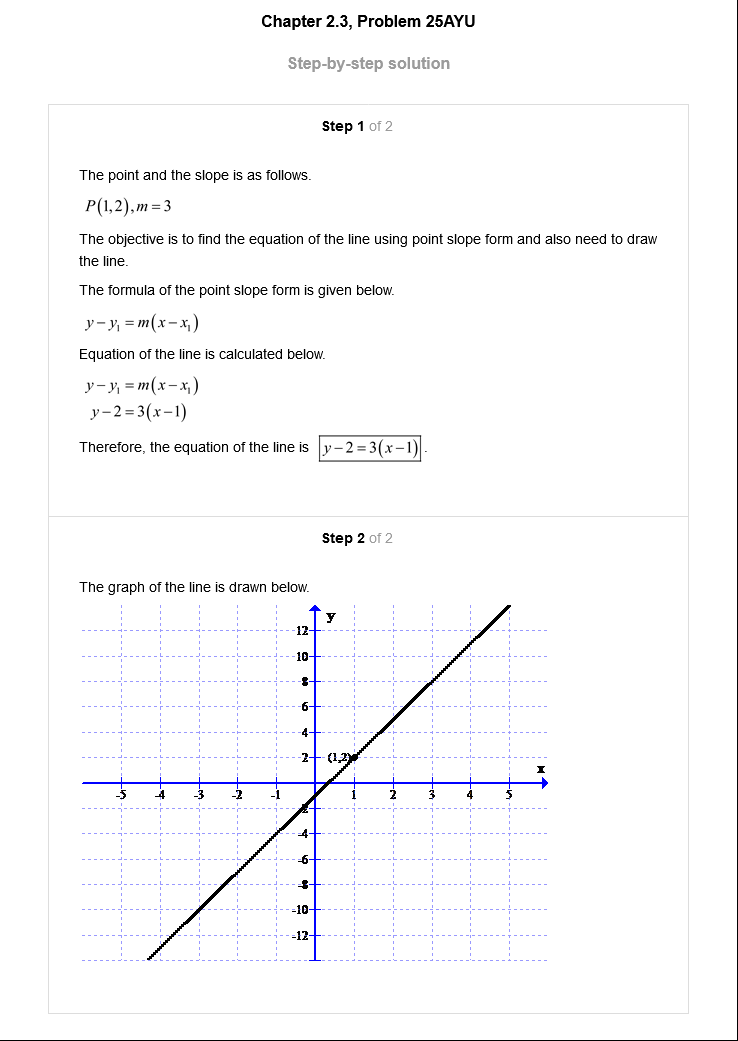 Chapter 2.3, Problem 25AYU
Step-by-step solution
Step 1 of 2
The point and the slope is as follows.
P(1,2), m = 3
The objective is to find the equation of the line using point slope form and also need to draw
the line.
The formula of the point slope form is given below.
y − y₁ = m(x − x₁)
Equation of the line is calculated below.
y − y₁ = m(x − x₁)
y − 2 = 3(x − 1)
Therefore, the equation of the line is y − 2 = 3(x − 1).
Step 2 of 2
The graph of the line is drawn below.
y
12
10
8
6
4
2 (1,2)
x
-5 -4 -3 -2 -1 1 2 3 4 5
-2
-4
-6
-8
-10
-12